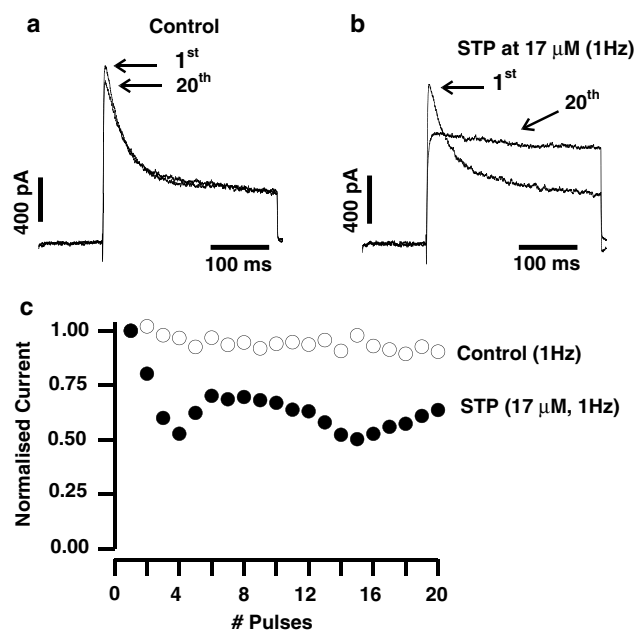 a
Control
1st
20th
400 pA
100 ms
b
STP at 17 µM (1Hz)
1st
20th
400 pA
100 ms
c
Normalised Current
1.00
0.75
0.50
0.25
0.00
Control (1Hz)
STP (17 µM, 1Hz)
0 4 8 12 16 20
# Pulses